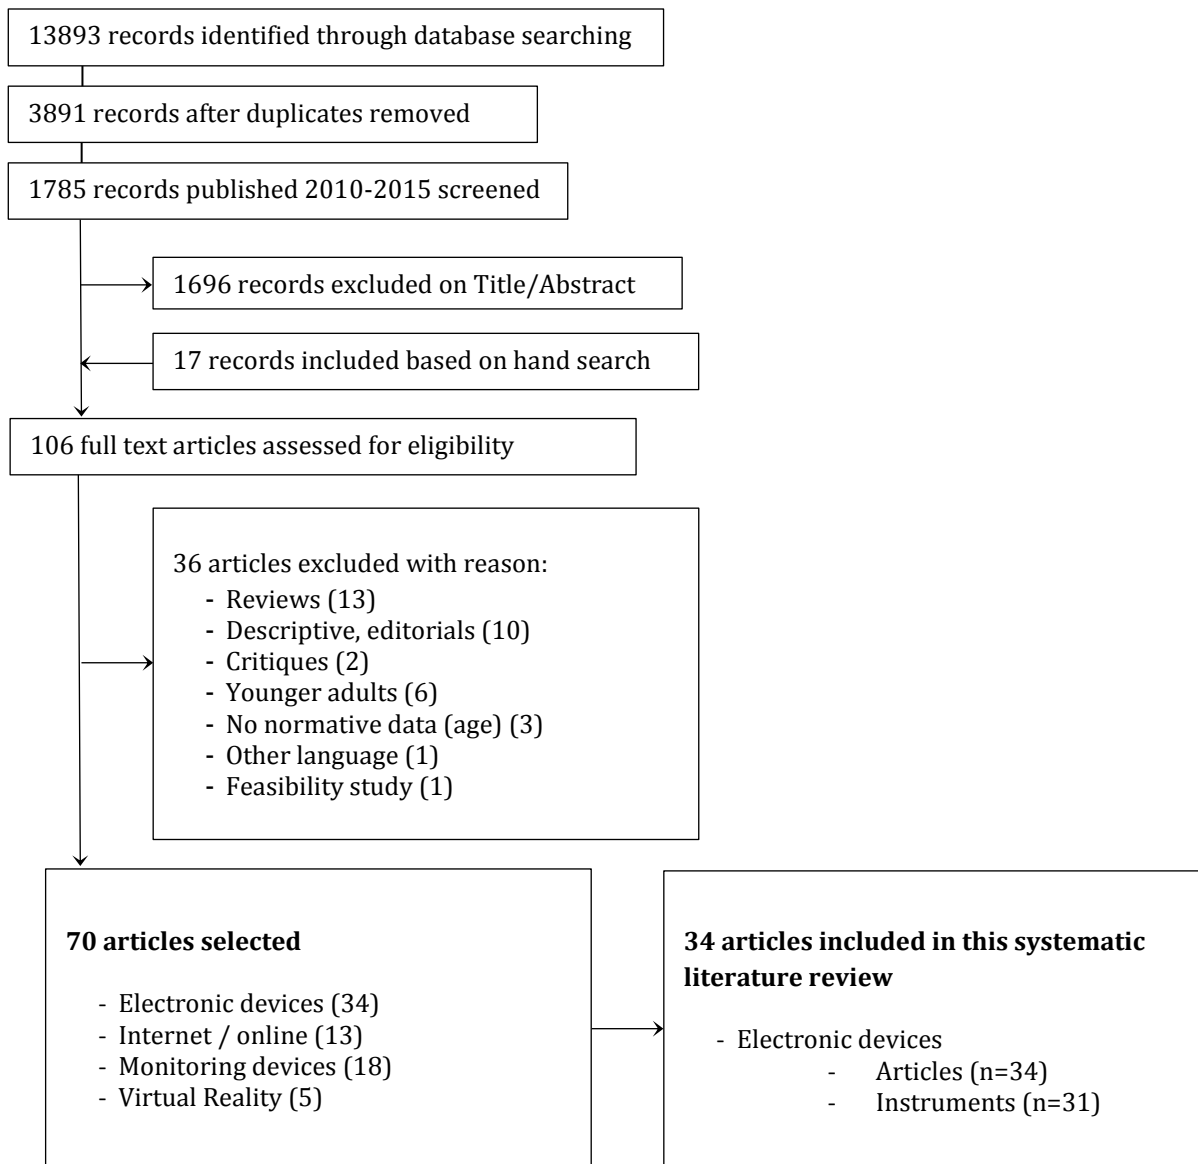 13893 records identified through database searching
3891 records after duplicates removed
1785 records published 2010-2015 screened
1696 records excluded on Title/Abstract
17 records included based on hand search
106 full text articles assessed for eligibility
36 articles excluded with reason:
- Reviews (13)
- Descriptive, editorials (10)
- Critiques (2)
- Younger adults (6)
- No normative data (age) (3)
- Other language (1)
- Feasibility study (1)
70 articles selected
- Electronic devices (34)
- Internet / online (13)
- Monitoring devices (18)
- Virtual Reality (5)
34 articles included in this systematic
literature review
- Electronic devices
- Articles (n=34)
- Instruments (n=31)